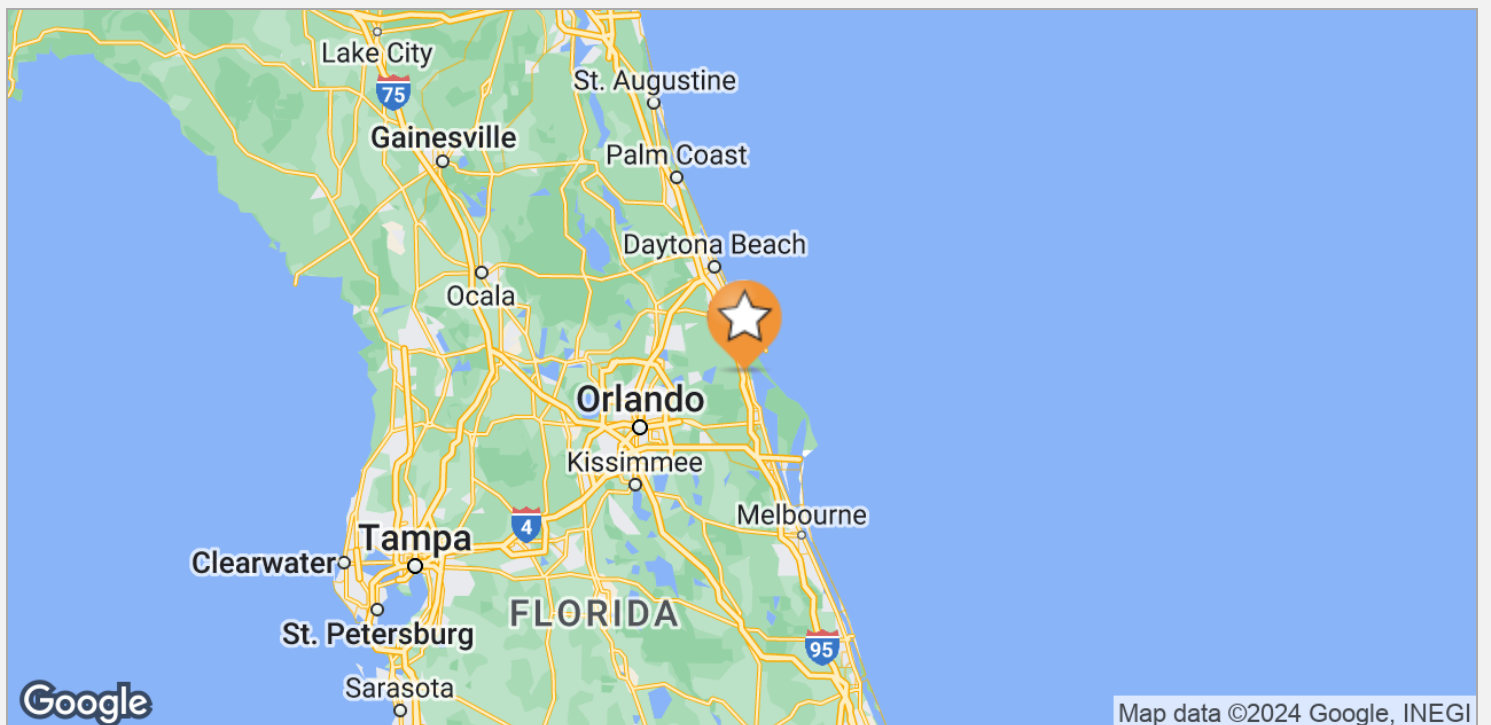 Lake City
75
St. Augustine
Gainesville
Palm Coast
Daytona Beach
Ocala
Orlando
Kissimmee
4
Melbourne
Tampa
Clearwater
FLORIDA
St. Petersburg
95
Sarasota
Google
Map data ©2024 Google, INEGI